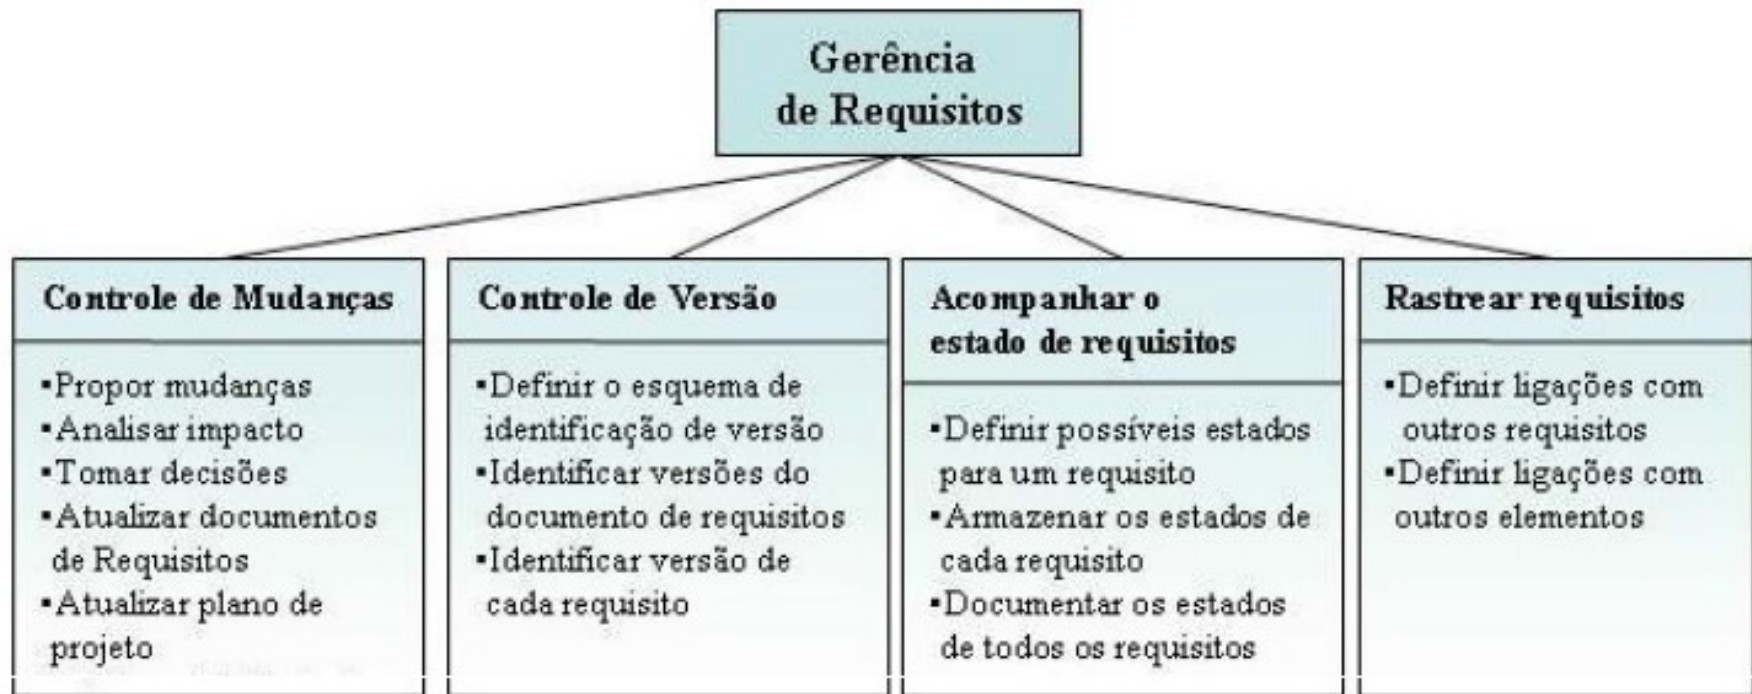 Gerência
de Requisitos
Controle de Mudanças
▪Propor mudanças
▪Analisar impacto
▪Tomar decisões
▪Atualizar documentos
de Requisitos
▪Atualizar plano de
projeto
Controle de Versão
▪Definir o esquema de
identificação de versão
▪Identificar versões do
documento de requisitos
▪Identificar versão de
cada requisito
Acompanhar o
estado de requisitos
▪Definir possíveis estados
para um requisito
▪Armazenar os estados de
cada requisito
▪Documentar os estados
de todos os requisitos
Rastrear requisitos
▪Definir ligações com
outros requisitos
▪Definir ligações com
outros elementos